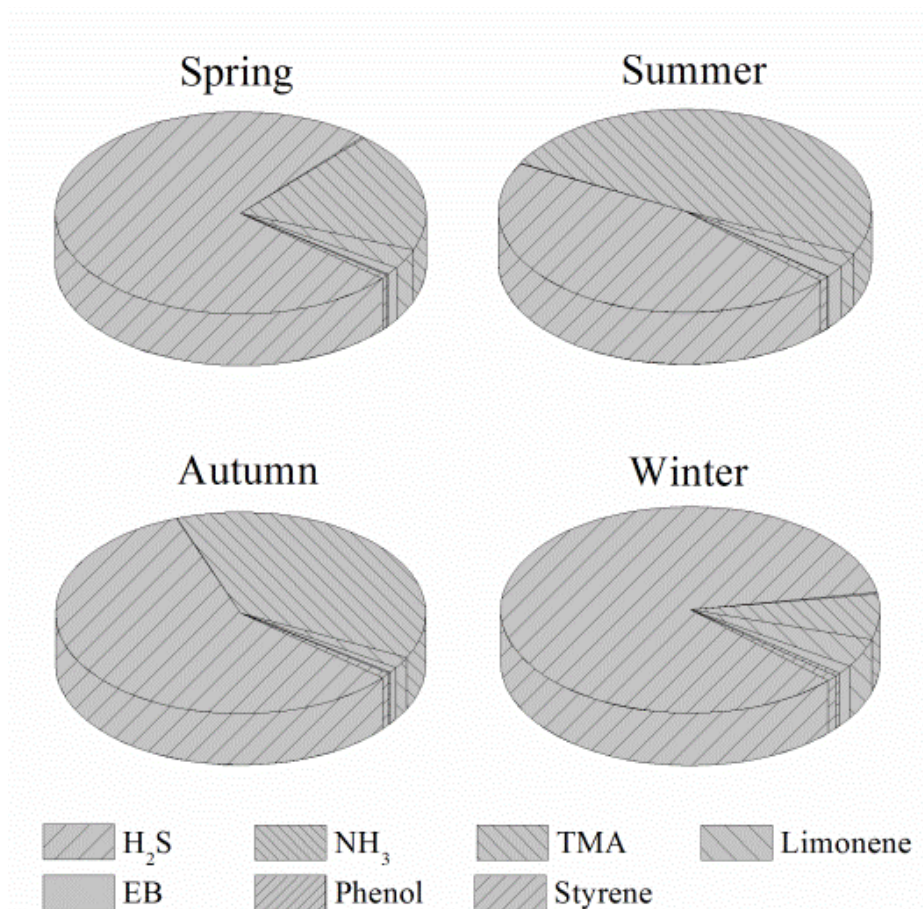 Spring Summer
Autumn Winter
H₂S NH₃ TMA Limonene
EB Phenol Styrene